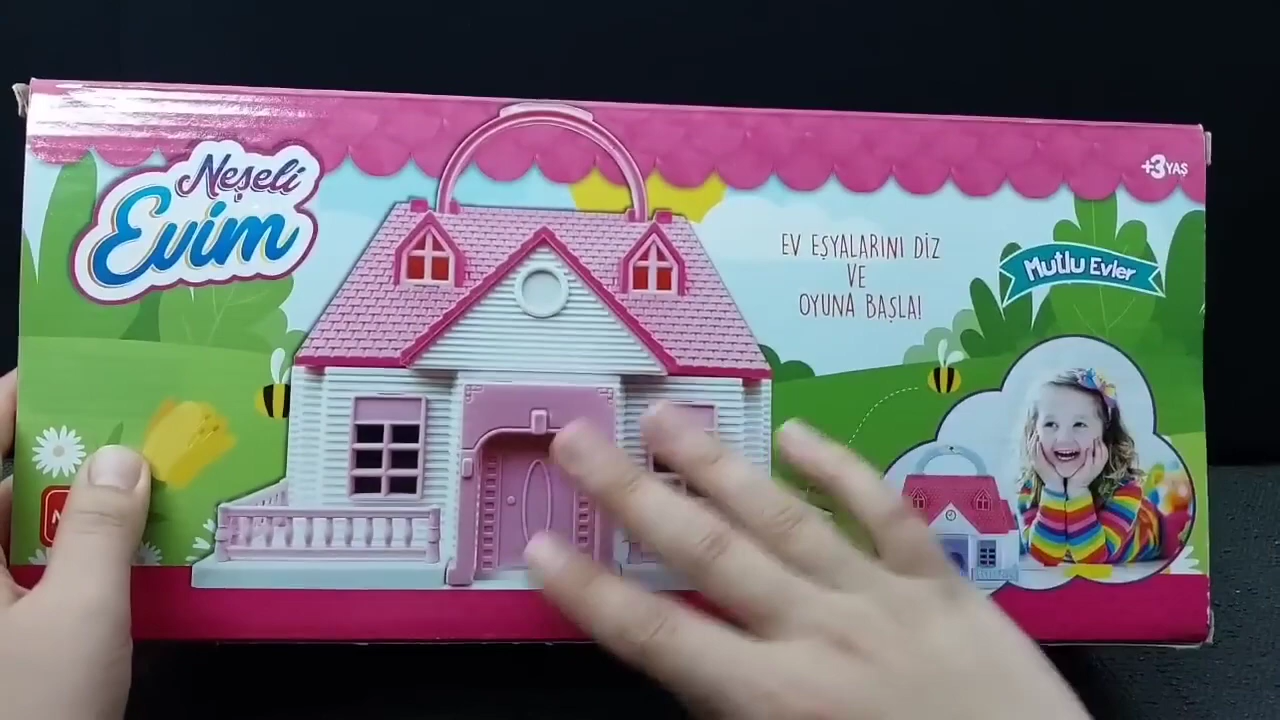 Neşeli
Evim
+3 YAŞ
EV EŞYALARINI DİZ
VE
OYUNA BAŞLA!
Mutlu Evler